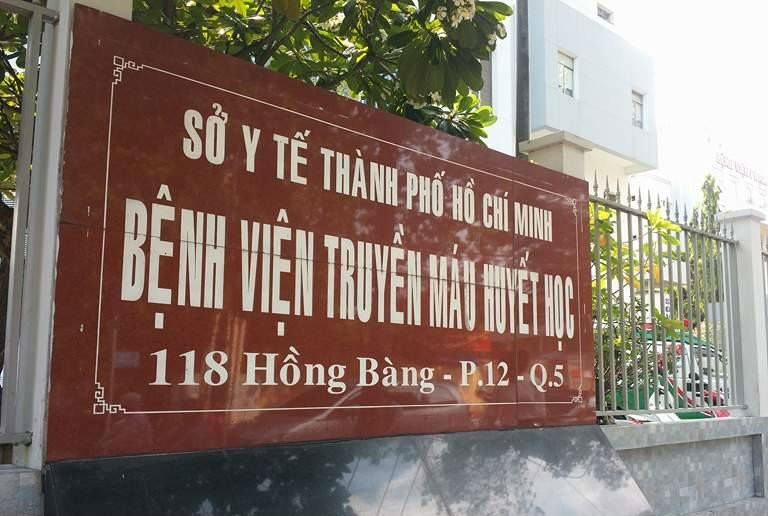 SỞ Y TẾ THÀNH PHỐ HỒ CHÍ MINH
BỆNH VIỆN TRUYỀN MÁU HUYẾT HỌC
118 Hồng Bàng - P.12 - Q.5